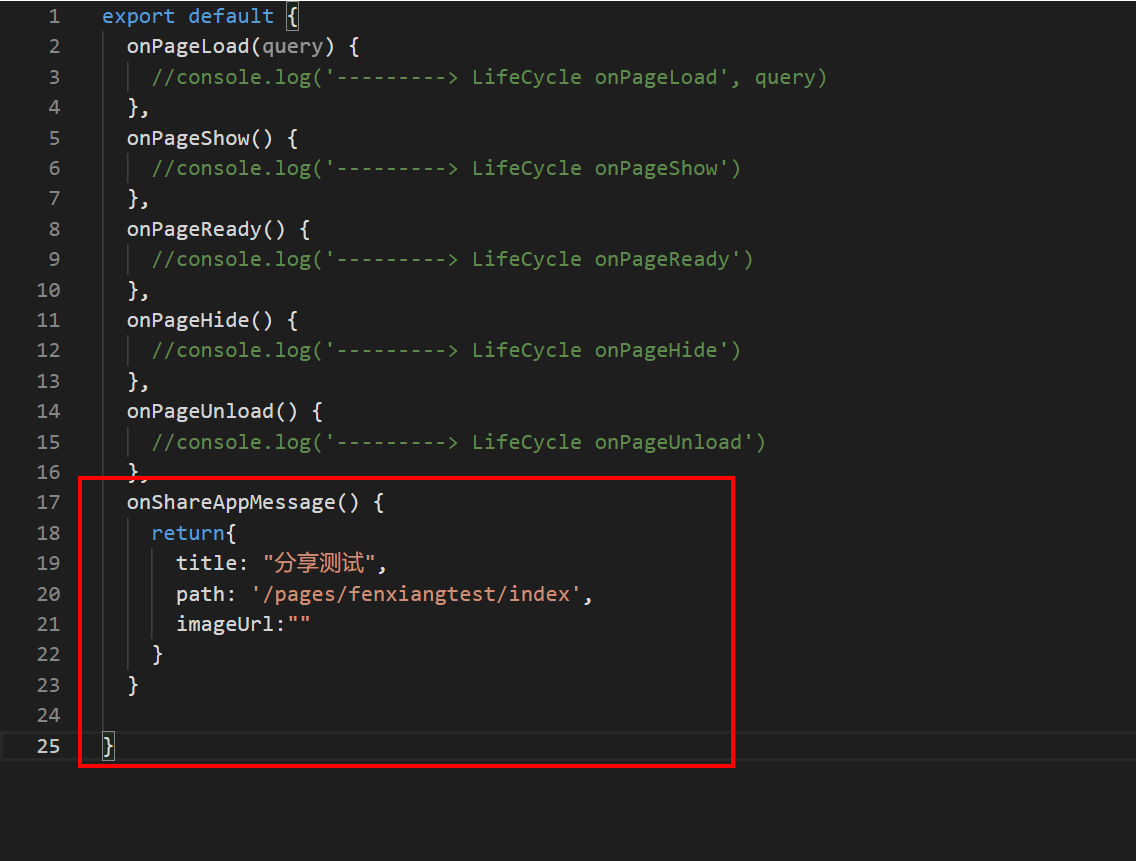 1 export default {
2 onPageLoad(query) {
3 //console.log('---------> LifeCycle onPageLoad', query)
4 },
5 onPageShow() {
6 //console.log('---------> LifeCycle onPageShow')
7 },
8 onPageReady() {
9 //console.log('---------> LifeCycle onPageReady')
10 },
11 onPageHide() {
12 //console.log('---------> LifeCycle onPageHide')
13 },
14 onPageUnload() {
15 //console.log('---------> LifeCycle onPageUnload')
16 },
17 onShareAppMessage() {
18 return{
19 title: "分享测试",
20 path: '/pages/fenxiangtest/index',
21 imageUrl:""
22 }
23 }
24
25 }